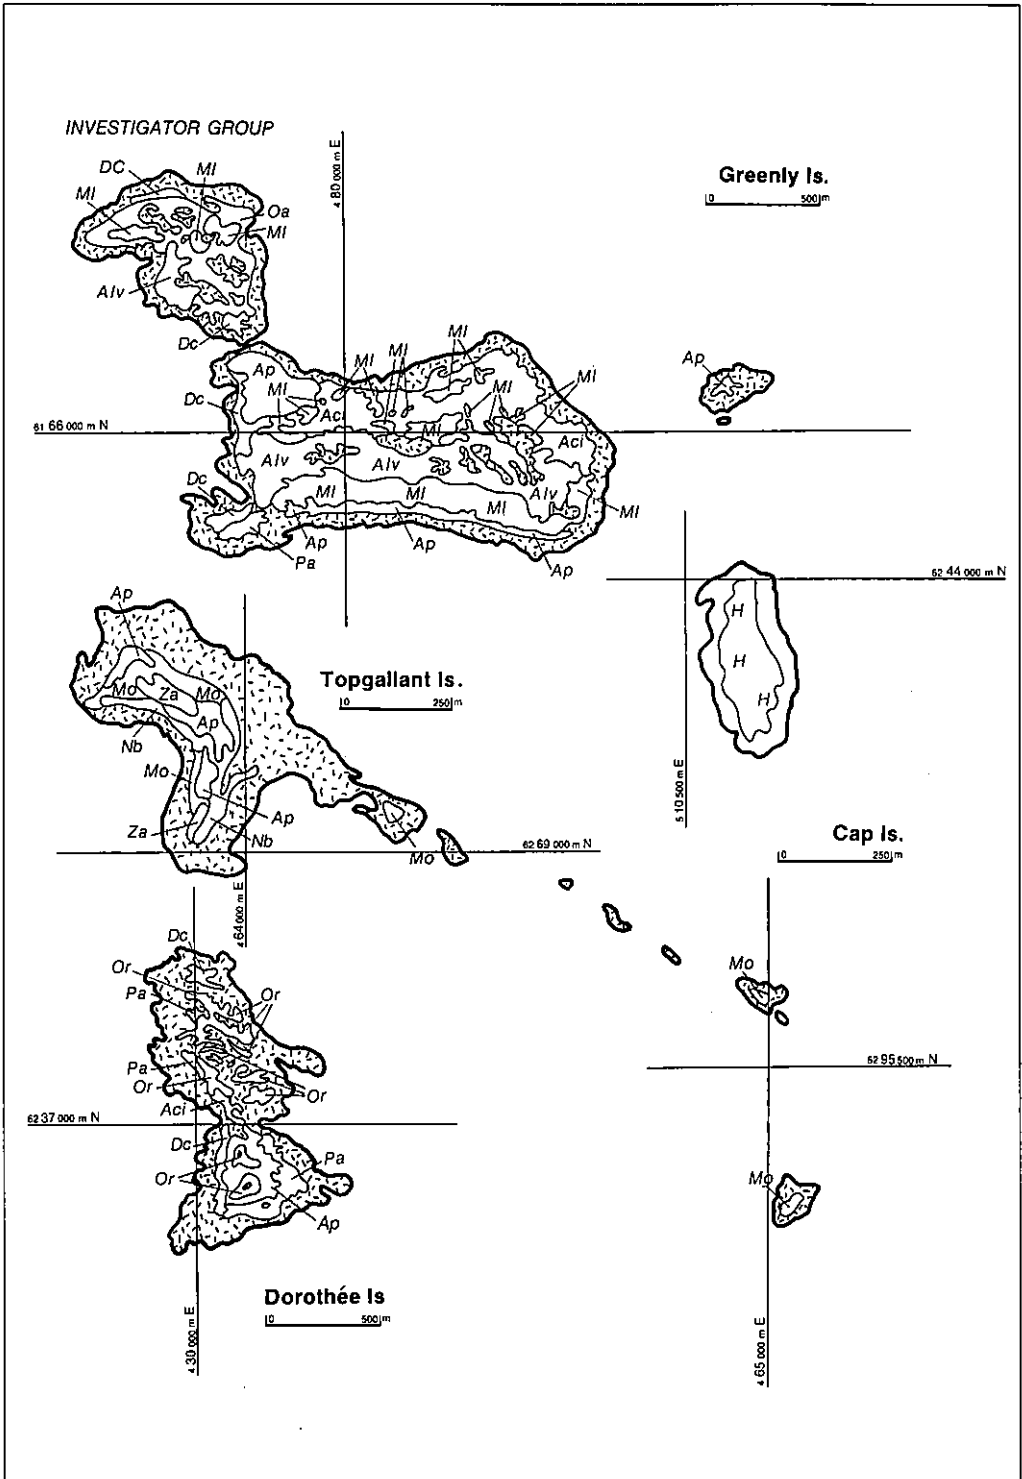 INVESTIGATOR GROUP
Greenly Is.
0 500 m
4 80 000 m E
DC
MI
MI
Oa
MI
Alv
Dc
MI
MI
MI
Ap
MI
Dc
Aci
MI
MI
MI
MI
Aci
61 66 000 m N
Alv
Alv
Alv
Dc
MI
MI
MI
MI
Pa
Ap
Ap
Ap
Ap
62 44 000 m N
H
H
H
5 10 500 m E
Cap Is.
0 250 m
Topgallant Is.
0 250 m
Ap
Mo
Za
Mo
Ap
Nb
Mo
Ap
Za
Nb
Mo
62 69 000 m N
4 64 000 m E
Mo
62 95 500 m N
Mo
4 65 000 m E
Dc
Or
Pa
Or
Pa
Or
Or
Aci
62 37 000 m N
Dc
Pa
Or
Ap
Dorothée Is
0 500 m
4 30 000 m E